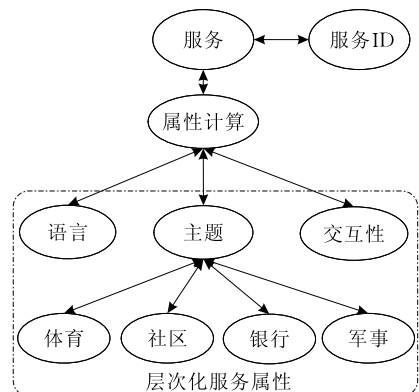 服务
服务ID
属性计算
语言
主题
交互性
体育
社区
银行
军事
层次化服务属性